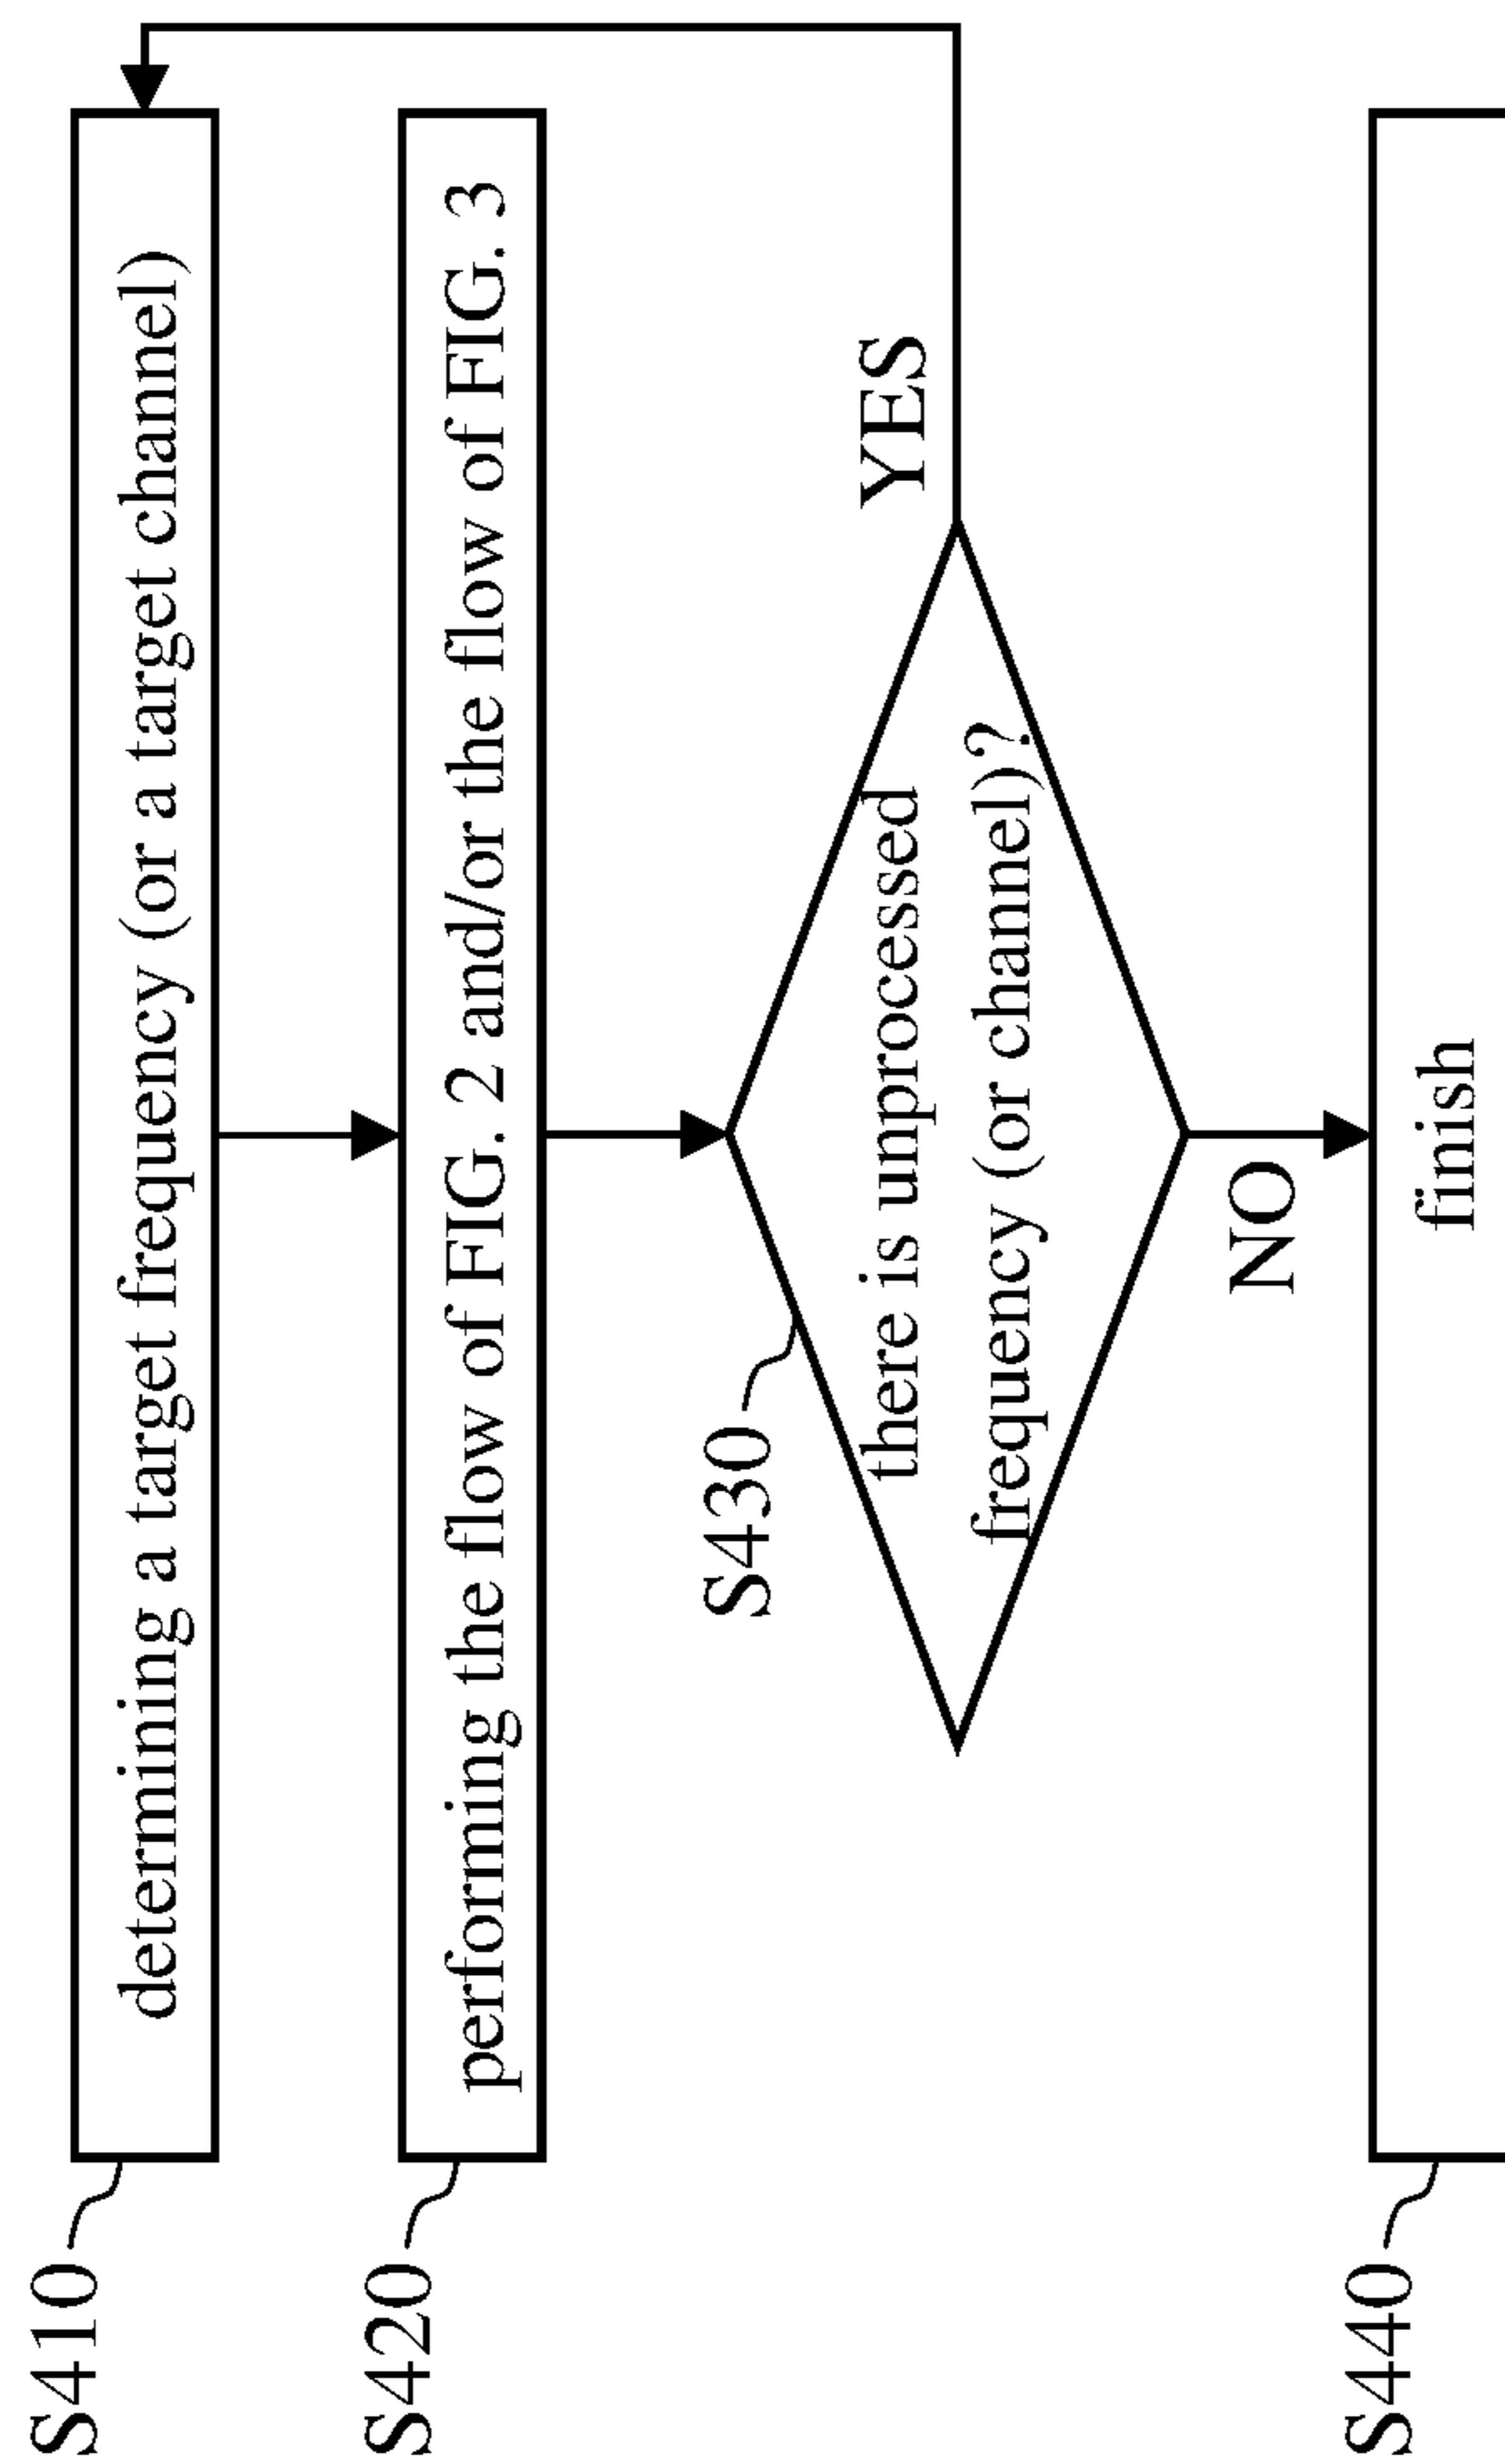 S410
determining a target frequency (or a target channel)
S420
performing the flow of FIG. 2 and/or the flow of FIG. 3
S430
there is unprocessed
frequency (or channel)?
YES
NO
S440
finish